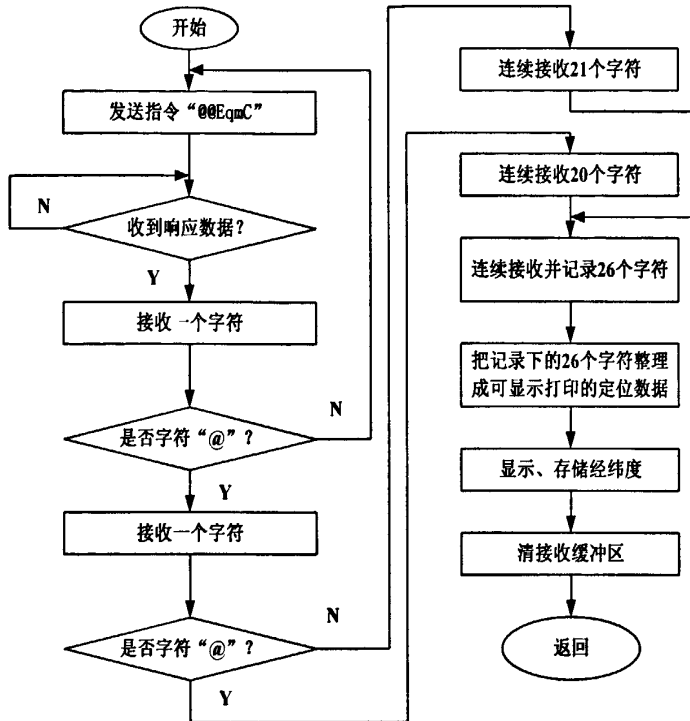 开始
发送指令“@@EqmC”
N
收到响应数据?
Y
接收一个字符
N
是否字符“@”?
Y
接收一个字符
N
是否字符“@”?
Y
连续接收21个字符
连续接收20个字符
连续接收并记录26个字符
把记录下的26个字符整理
成可显示打印的定位数据
显示、存储经纬度
清接收缓冲区
返回